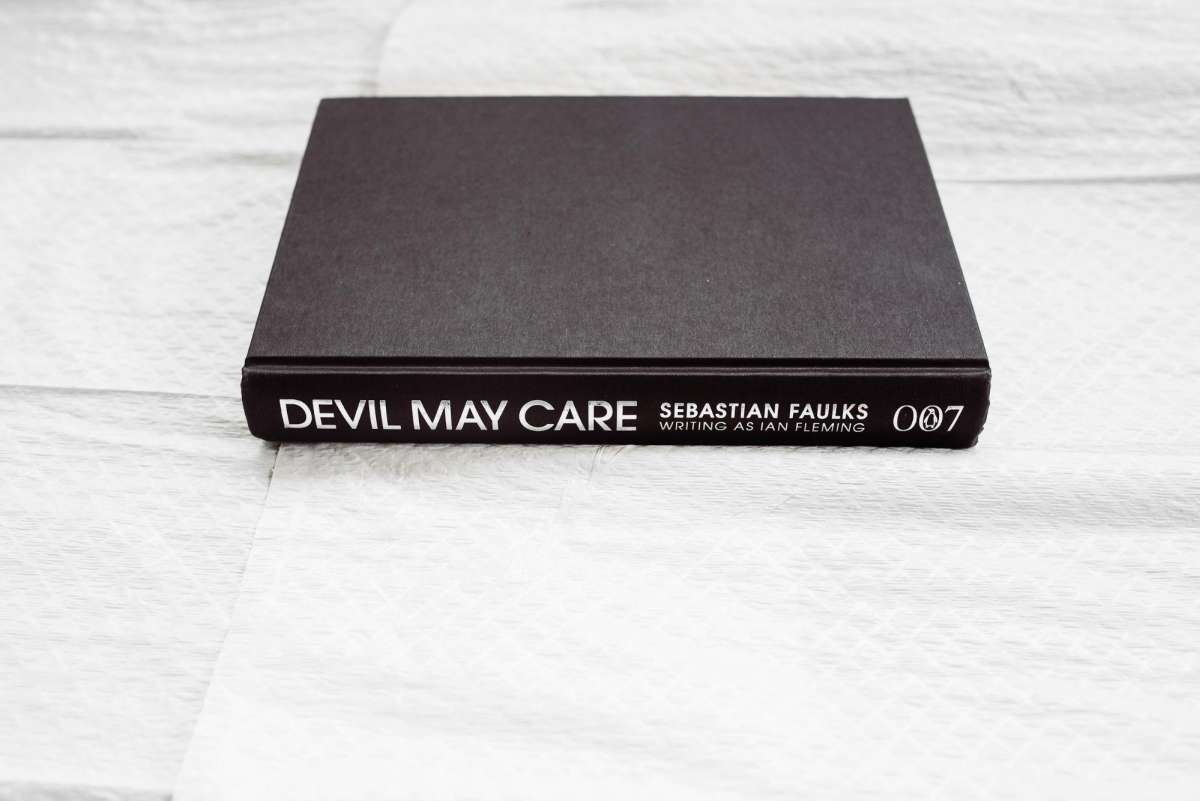 DEVIL MAY CARE
SEBASTIAN FAULKS
WRITING AS IAN FLEMING
007